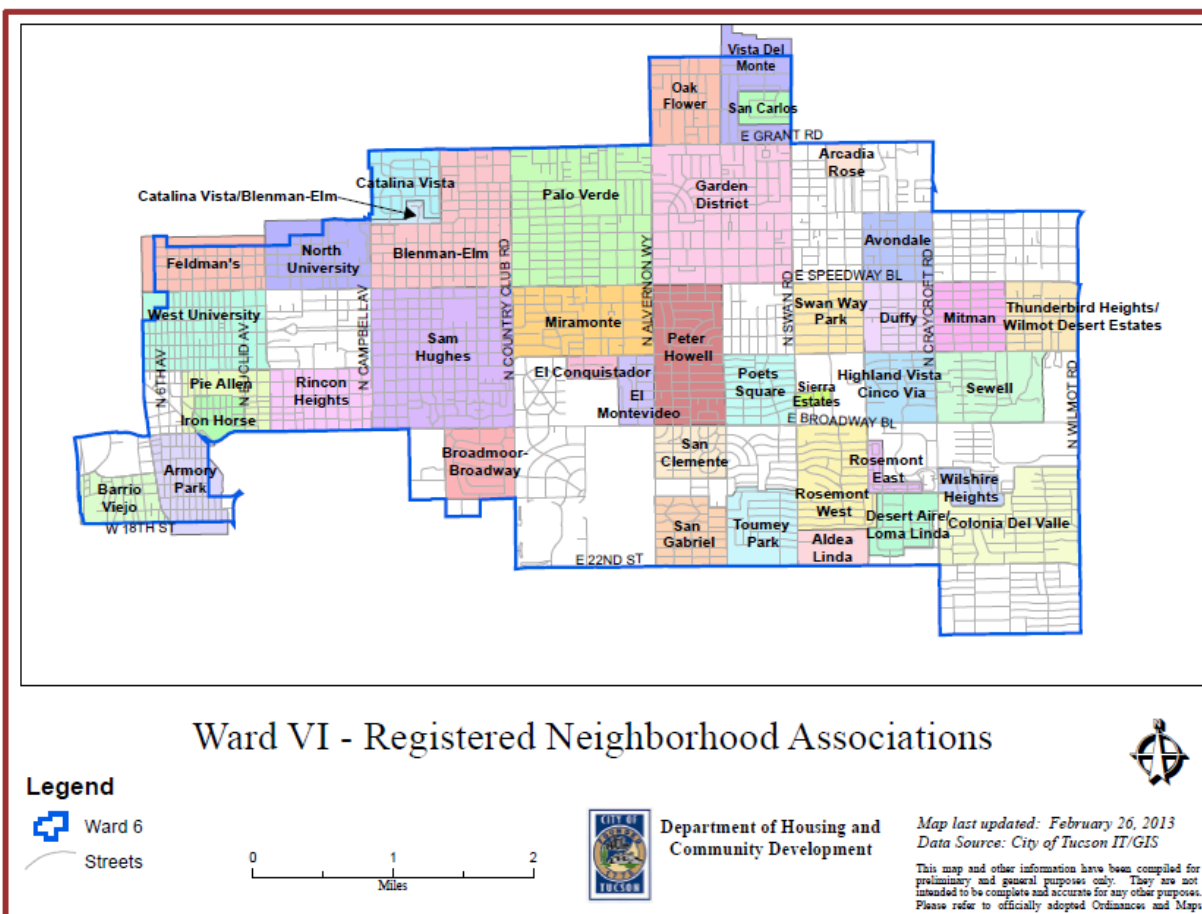 Vista Del
Monte
Oak
Flower
San Carlos
E GRANT RD
Arcadia
Rose
Catalina Vista
Catalina Vista/Blenman-Elm
Palo Verde
Garden
District
North
University
Blenman-Elm
Avondale
Feldman's
N COUNTRY CLUB RD
N ALVERNON WY
E SPEEDWAY BL
N SWAN RD
N CRAYCROFT RD
West University
N CAMPBELL AV
Sam
Hughes
Miramonte
Peter
Howell
Swan Way
Park
Duffy
Mitman
Thunderbird Heights/
Wilmot Desert Estates
N 6TH AV
N EUCLID AV
Pie Allen
Rincon
Heights
El Conquistador
El
Montevideo
Poets
Square
Sierra
Estates
Highland Vista
Cinco Via
Sewell
N WILMOT RD
Iron Horse
E BROADWAY BL
Broadmoor-
Broadway
San
Clemente
Rosemont
East
Armory
Park
Barrio
Viejo
W 18TH ST
Rosemont
West
Wilshire
Heights
San
Gabriel
Toumey
Park
Desert Aire/
Loma Linda
Colonia Del Valle
Aldea
Linda
E 22ND ST
Ward VI - Registered Neighborhood Associations
Legend
Ward 6
Streets
0 1 2
Miles
CITY OF
TUCSON
Department of Housing and
Community Development
Map last updated: February 26, 2013
Data Source: City of Tucson IT/GIS
This map and other information have been compiled for
preliminary and general purposes only. They are not
intended to be complete and accurate for any other purposes.
Please refer to officially adopted Ordinances and Maps